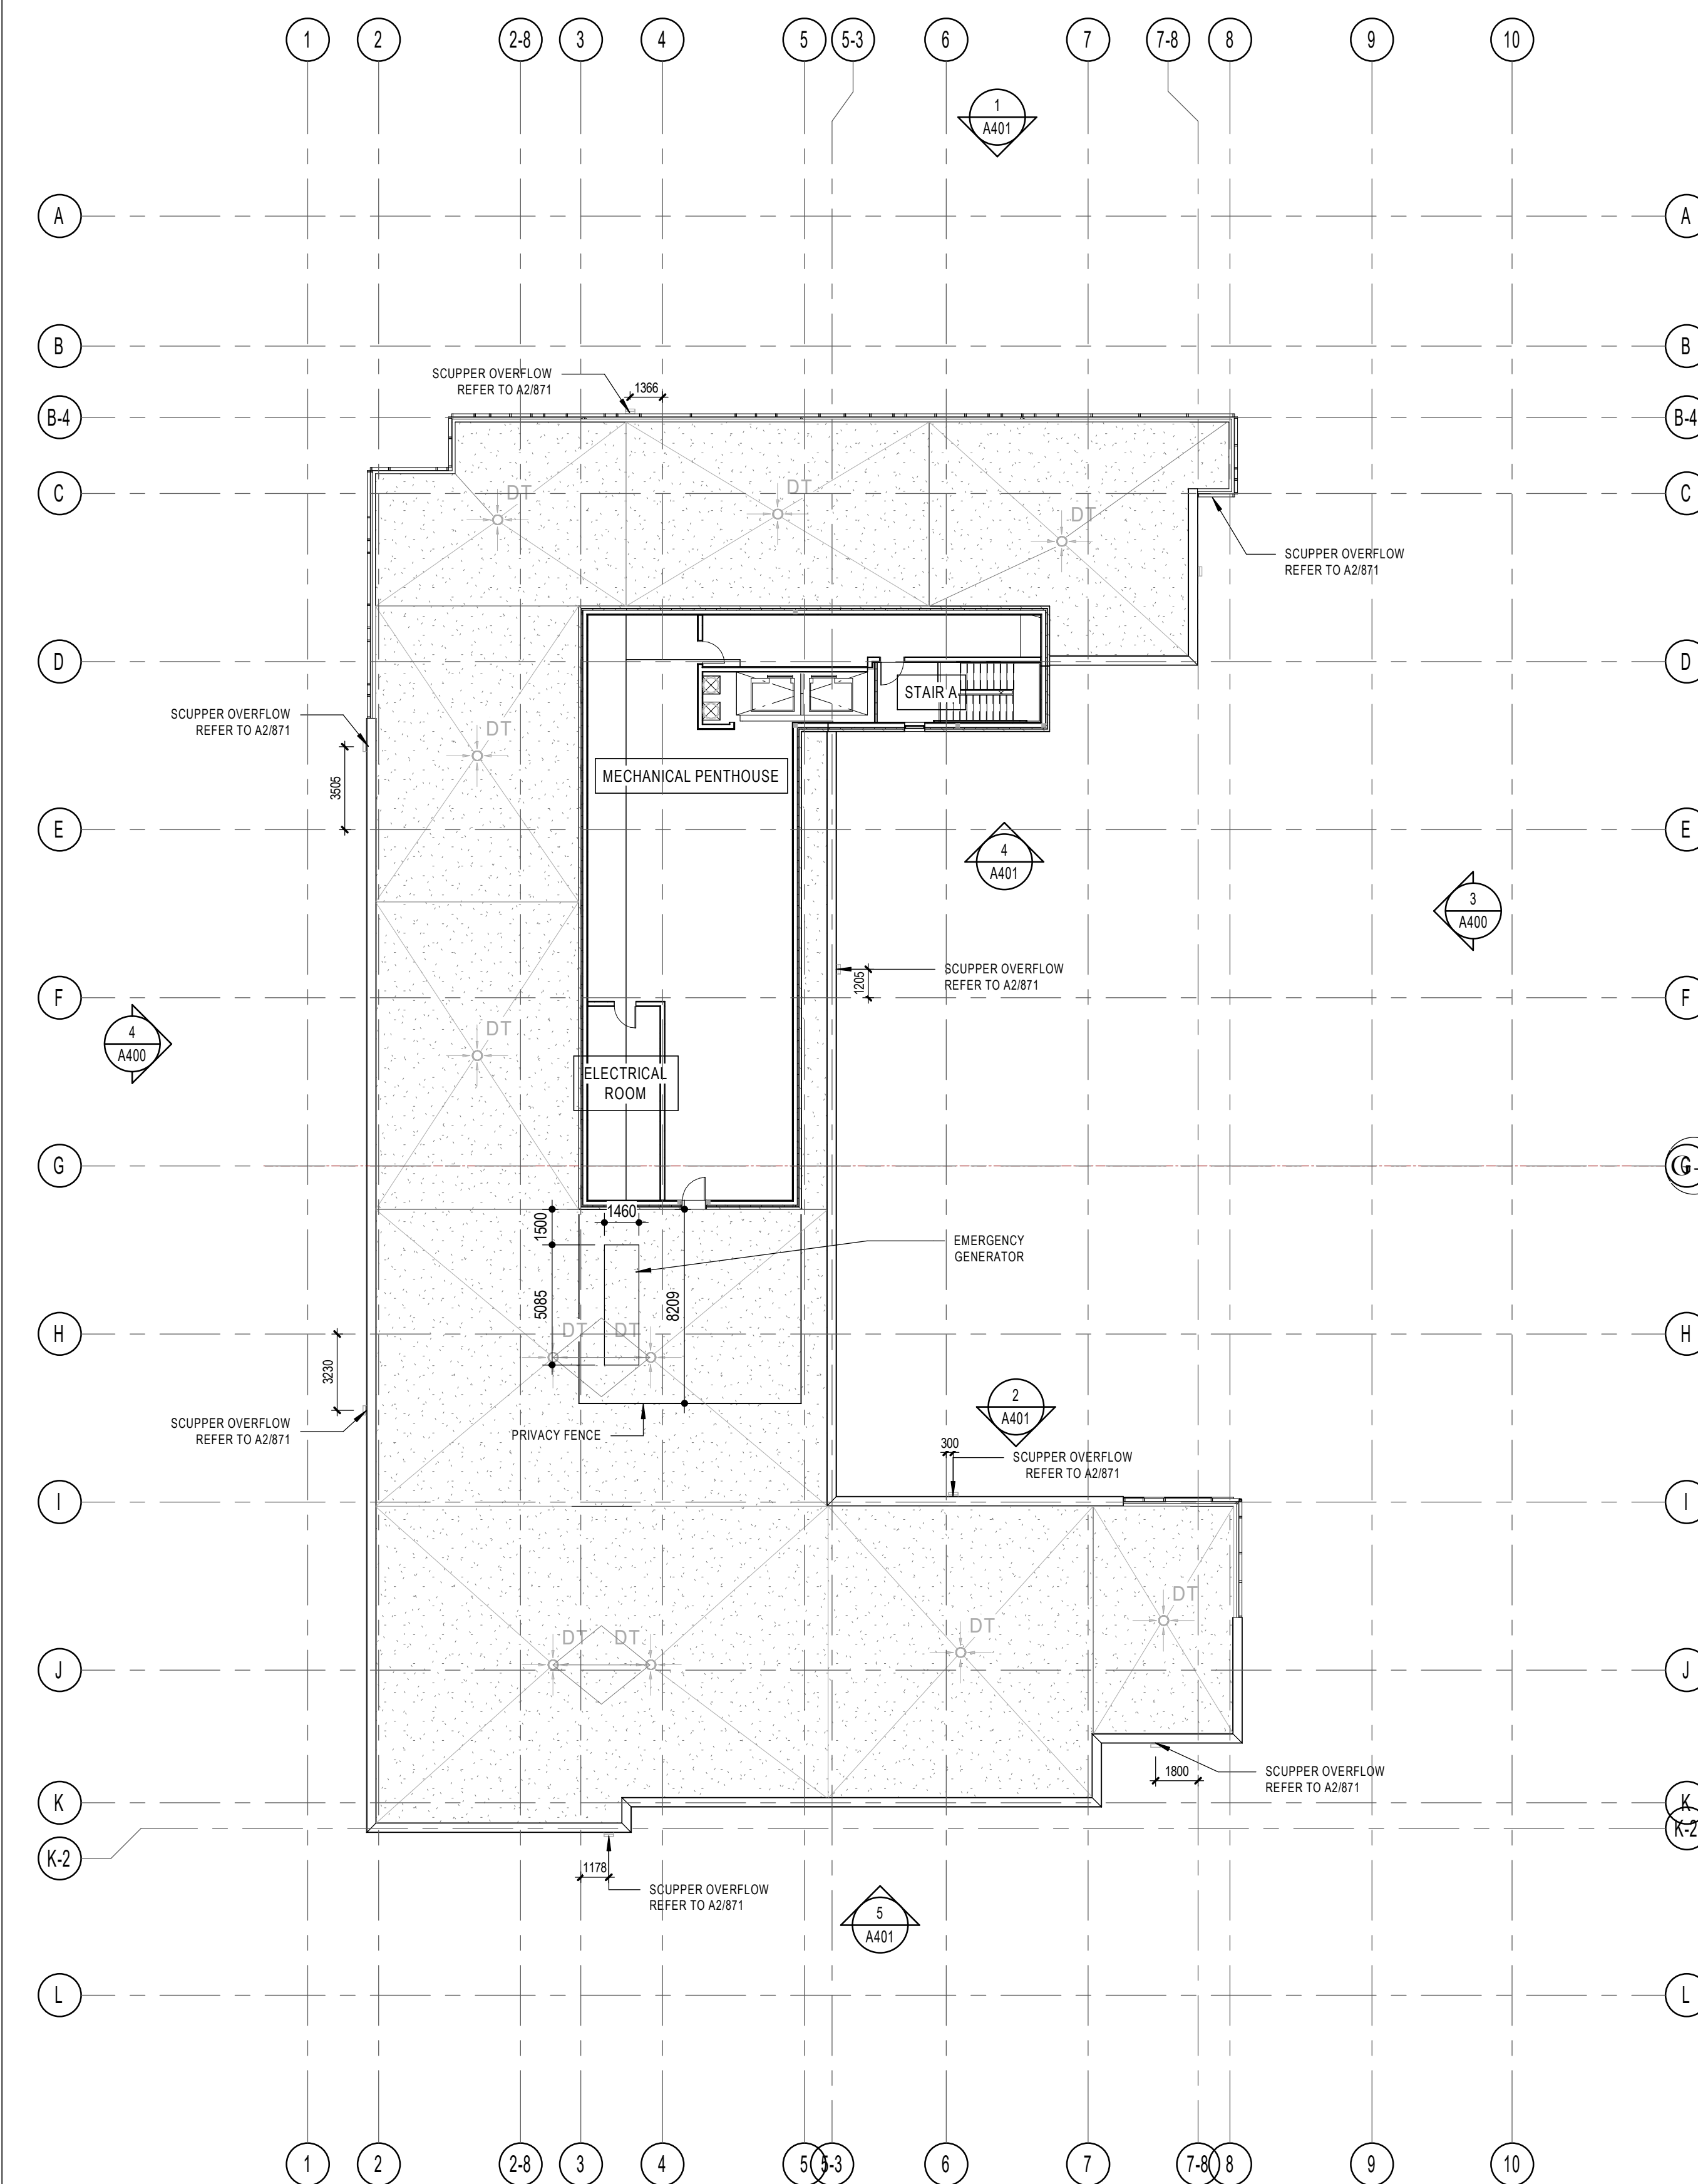 1 2 2-8 3 4 5 5-3 6 7 7-8 8 9 10
1
A401
A A
B B
SCUPPER OVERFLOW
REFER TO A2/871
1366
B-4 B-4
C C
DT DT DT
SCUPPER OVERFLOW
REFER TO A2/871
D D
STAIR A
SCUPPER OVERFLOW
REFER TO A2/871
DT
MECHANICAL PENTHOUSE
3505
E E
4
A401
3
A400
SCUPPER OVERFLOW
REFER TO A2/871
1205
F F
DT
4
A400
ELECTRICAL
ROOM
G G
1460
1500
EMERGENCY
GENERATOR
5085
8209
DT DT
H H
3230
2
A401
SCUPPER OVERFLOW
REFER TO A2/871
PRIVACY FENCE
300
SCUPPER OVERFLOW
REFER TO A2/871
I I
DT
DT DT DT
J J
1800
SCUPPER OVERFLOW
REFER TO A2/871
K K
K-2 K-2
1178
SCUPPER OVERFLOW
REFER TO A2/871
5
A401
L L
1 2 2-8 3 4 5 5-3 6 7 7-8 8 9 10